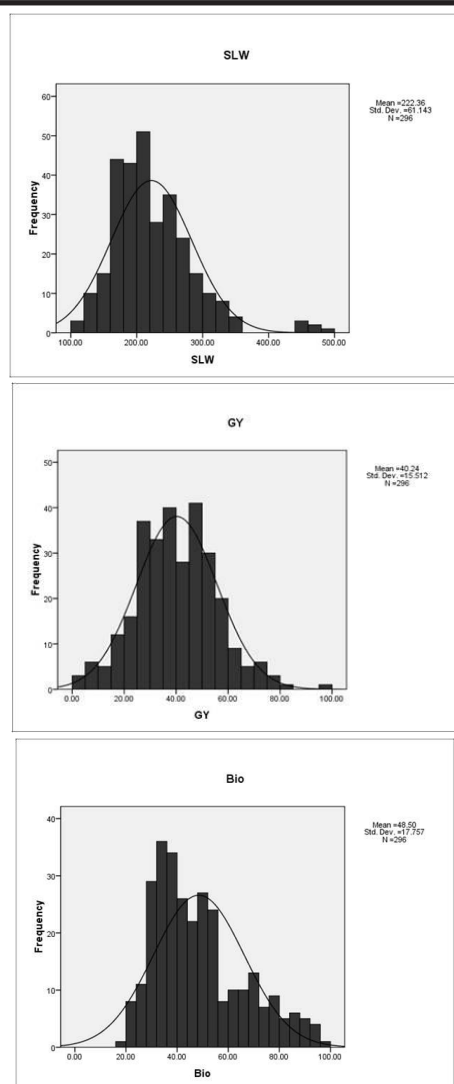 SLW
Mean =222.36
Std. Dev. =61.143
N =296
60
50
40
30
20
10
0
Frequency
100.00 200.00 300.00 400.00 500.00
SLW
GY
Mean =40.24
Std. Dev. =15.512
N =296
50
40
30
20
10
0
Frequency
0.00 20.00 40.00 60.00 80.00 100.00
GY
Bio
Mean =48.50
Std. Dev. =17.757
N =296
40
30
20
10
0
Frequency
0.00 20.00 40.00 60.00 80.00 100.00
Bio